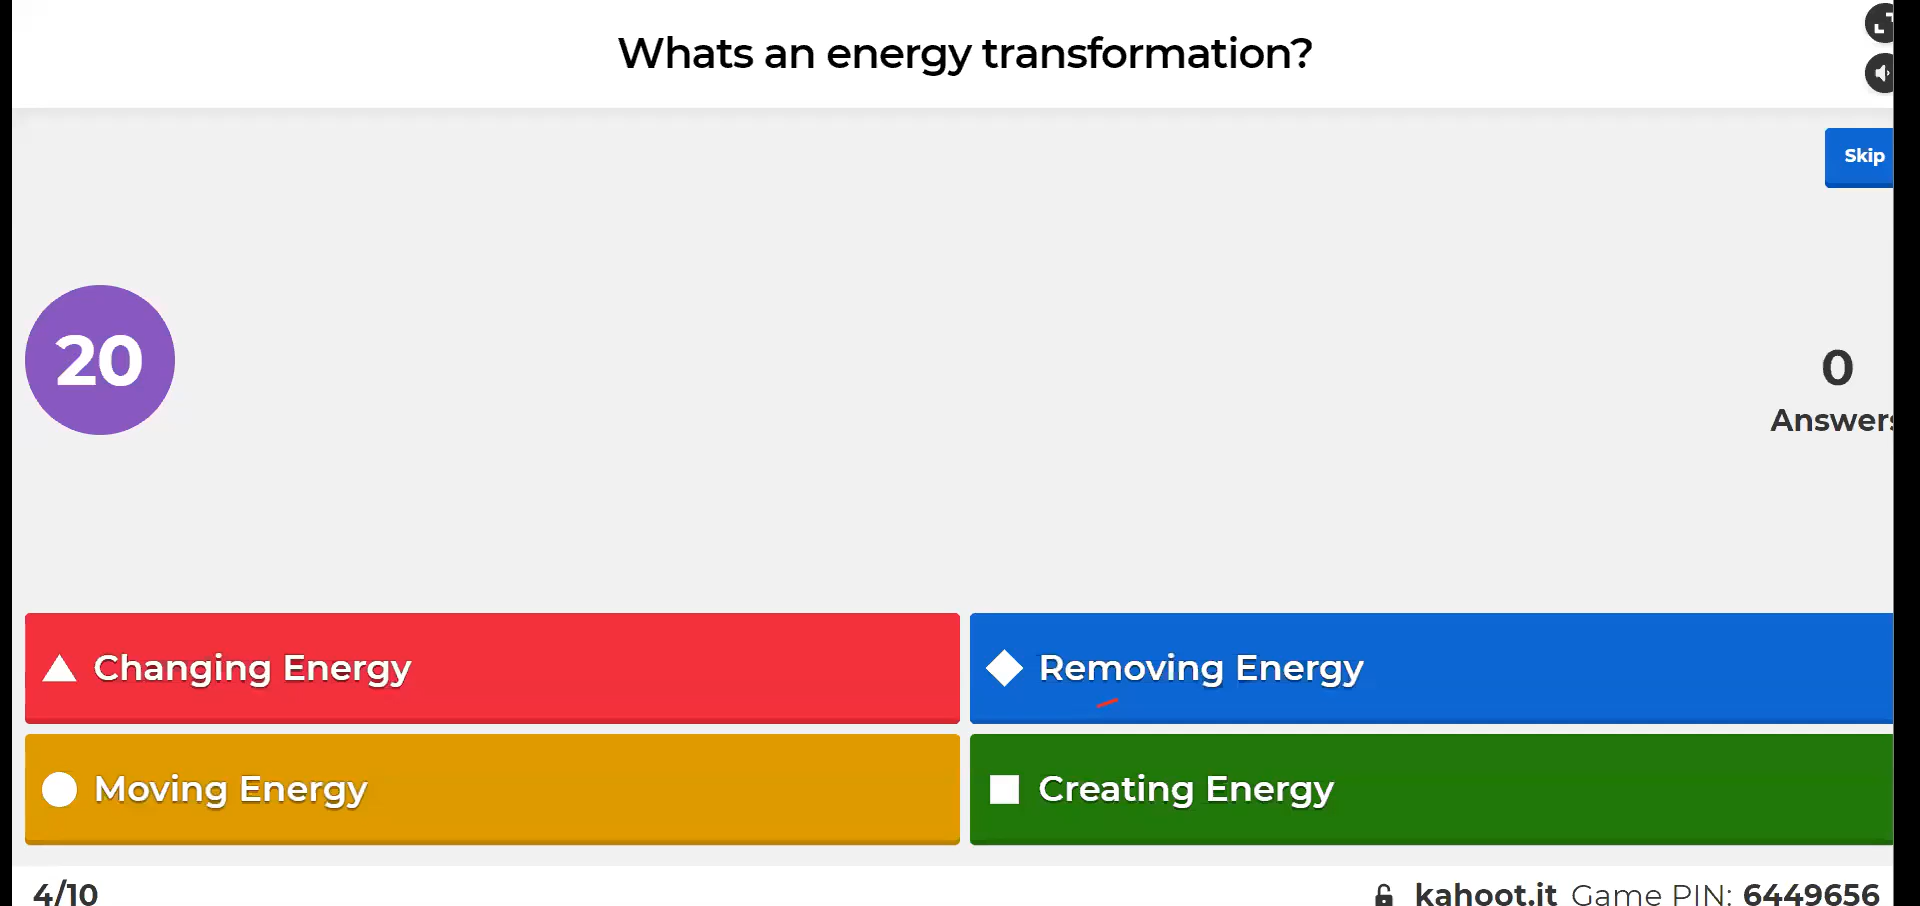 Whats an energy transformation?
Skip
20
0
Answers
Changing Energy
Removing Energy
Moving Energy
Creating Energy
4/10
kahoot.it Game PIN: 6449656